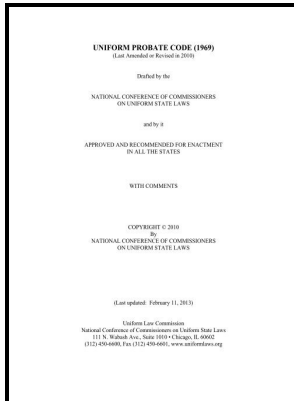 UNIFORM PROBATE CODE (1969)
(Last Amended or Revised in 2010)
Drafted by the
NATIONAL CONFERENCE OF COMMISSIONERS
ON UNIFORM STATE LAWS
and by it
APPROVED AND RECOMMENDED FOR ENACTMENT
IN ALL THE STATES
WITH COMMENTS
COPYRIGHT © 2010
By
NATIONAL CONFERENCE OF COMMISSIONERS
ON UNIFORM STATE LAWS
(Last updated: February 11, 2013)
Uniform Law Commission
National Conference of Commissioners on Uniform State Laws
111 N. Wabash Ave., Suite 1010 • Chicago, IL 60602
(312) 450-6600, Fax (312) 450-6601, www.uniformlaws.org